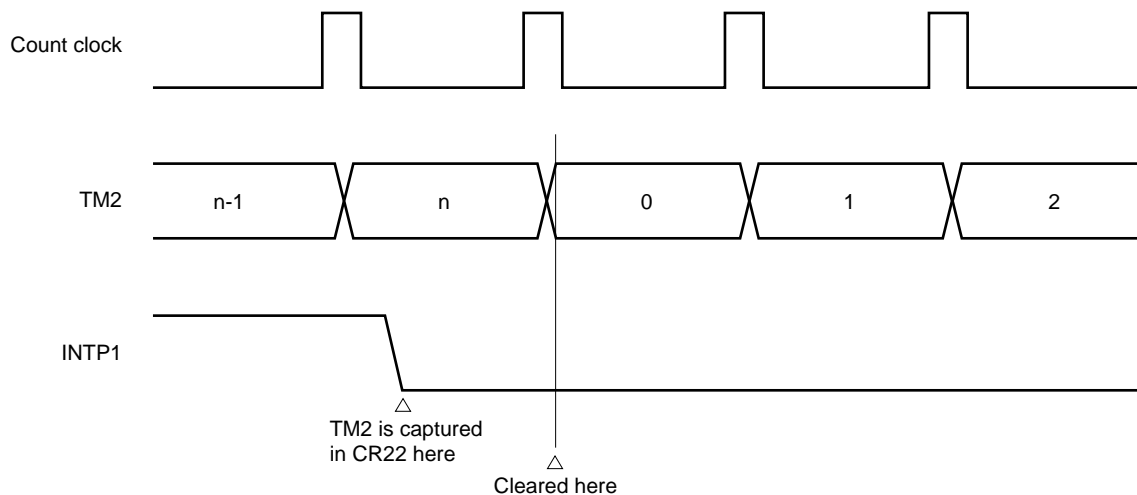 Count clock
TM2
n-1
n
0
1
2
INTP1
TM2 is captured
in CR22 here
Cleared here